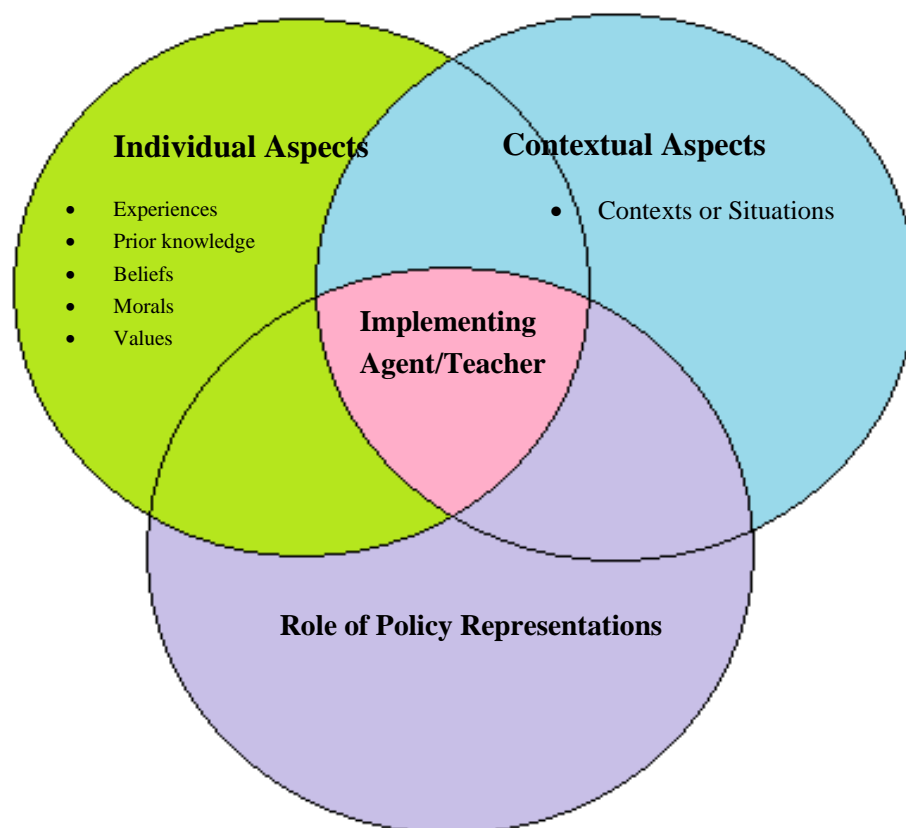 Individual Aspects
• Experiences
• Prior knowledge
• Beliefs
• Morals
• Values
Contextual Aspects
• Contexts or Situations
Implementing
Agent/Teacher
Role of Policy Representations